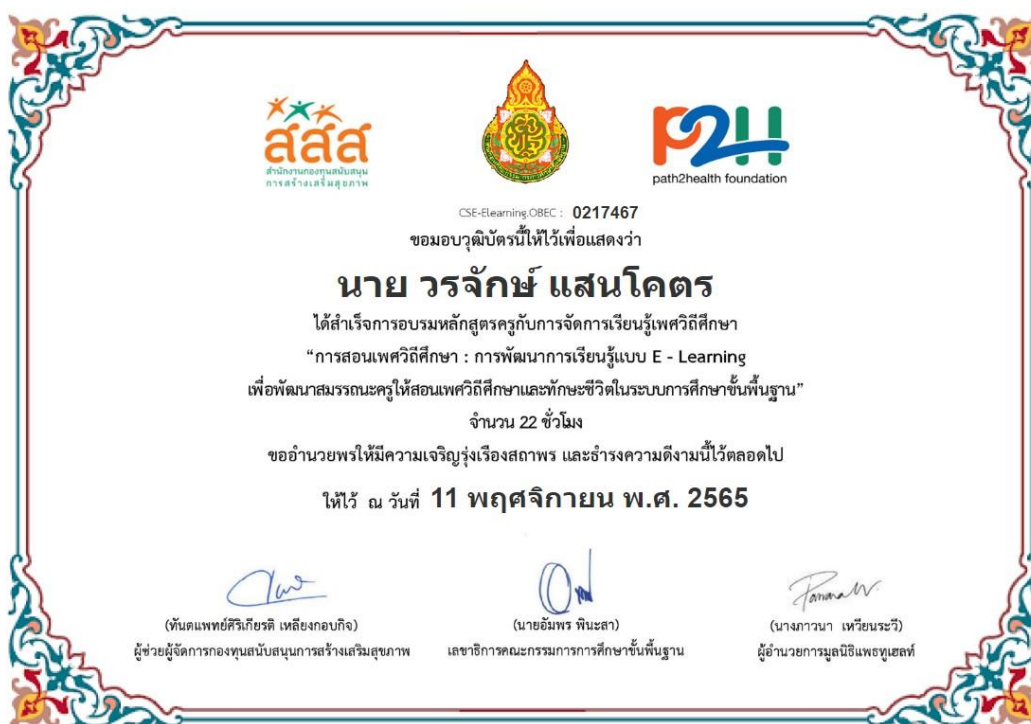 สสส
สำนักงานกองทุนสนับสนุน
การสร้างเสริมสุขภาพ
P2H
path2health foundation
CSE-Elearning.OBEC : 0217467
ขอมอบวุฒิบัตรนี้ให้ไว้เพื่อแสดงว่า
นาย วรจักษ์ แสนโคตร
ได้สำเร็จการอบรมหลักสูตรครูกับการจัดการเรียนรู้เพศวิถีศึกษา
“การสอนเพศวิถีศึกษา : การพัฒนาการเรียนรู้แบบ E - Learning
เพื่อพัฒนาสมรรถนะครูให้สอนเพศวิถีศึกษาและทักษะชีวิตในระบบการศึกษาขั้นพื้นฐาน”
จำนวน 22 ชั่วโมง
ขออำนวยพรให้มีความเจริญรุ่งเรืองสถาพร และธำรงความดีงามนี้ไว้ตลอดไป
ให้ไว้ ณ วันที่ 11 พฤศจิกายน พ.ศ. 2565
(ทันตแพทย์ศิริเกียรติ เหลียงกอบกิจ)
ผู้ช่วยผู้จัดการกองทุนสนับสนุนการสร้างเสริมสุขภาพ
(นายอัมพร พินะสา)
เลขาธิการคณะกรรมการการศึกษาขั้นพื้นฐาน
(นางภาวนา เหวียนระวี)
ผู้อำนวยการมูลนิธิแพธทูเฮลท์